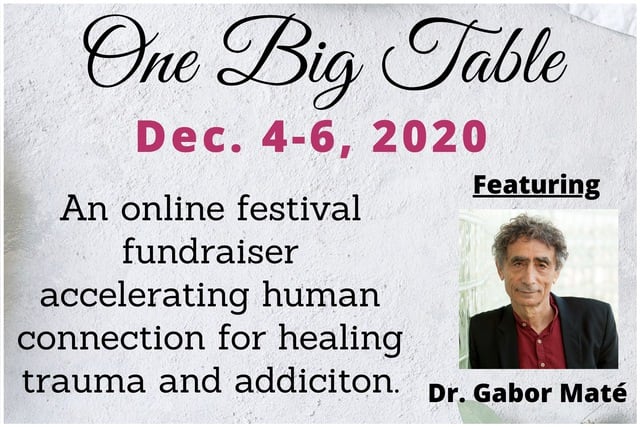 One Big Table
Dec. 4-6, 2020
Featuring
An online festival
fundraiser
accelerating human
connection for healing
trauma and addiciton.
Dr. Gabor Maté